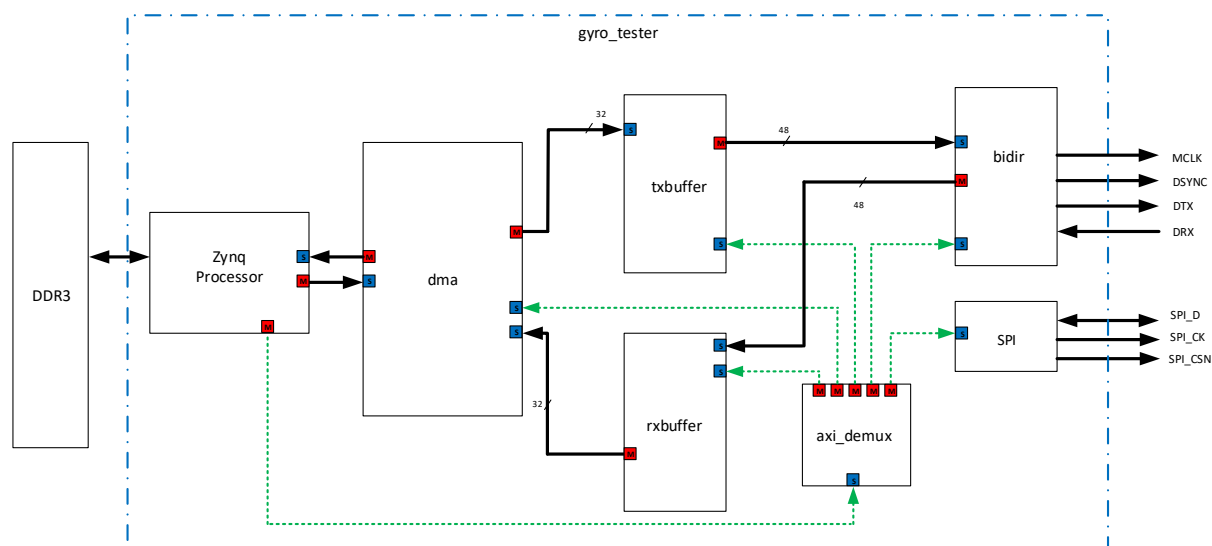 gyro_tester
32
S
M
48
S
txbuffer
bidir
MCLK
M
DSYNC
48
DTX
M
DRX
S
S
Zynq
Processor
S
M
M
S
dma
DDR3
S
SPI_D
M
S
S
SPI
SPI_CK
S
SPI_CSN
S
M
M
M
M
M
32
rxbuffer
axi_demux
M
S